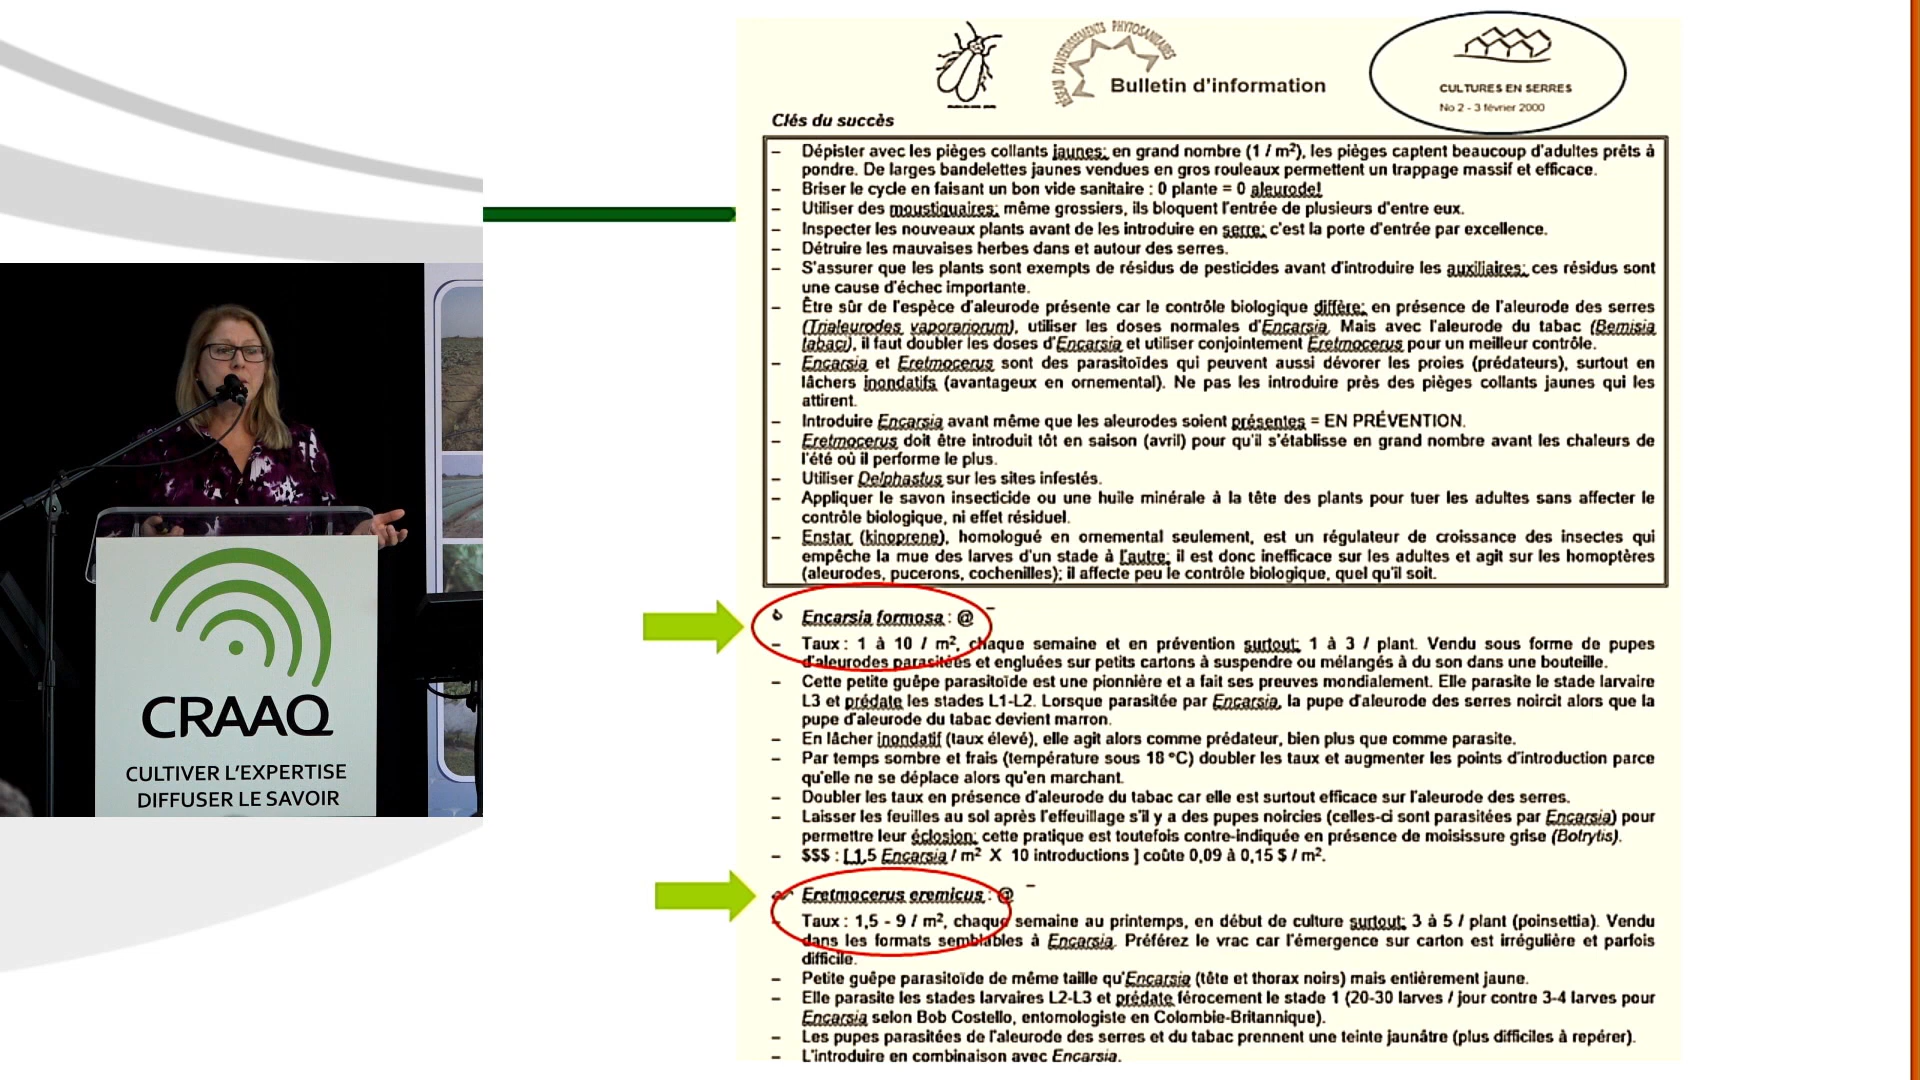 RÉSEAU D'AVERTISSEMENTS PHYTOSANITAIRES
Bulletin d'information
CULTURES EN SERRES
No 2 - 3 février 2000
Clés du succès
– Dépister avec les pièges collants jaunes; en grand nombre (1 / m²), les pièges captent beaucoup d'adultes prêts à
pondre. De larges bandelettes jaunes vendues en gros rouleaux permettent un trappage massif et efficace.
– Briser le cycle en faisant un bon vide sanitaire : 0 plante = 0 aleurode!
– Utiliser des moustiquaires; même grossiers, ils bloquent l'entrée de plusieurs d'entre eux.
– Inspecter les nouveaux plants avant de les introduire en serre; c'est la porte d'entrée par excellence.
– Détruire les mauvaises herbes dans et autour des serres.
– S'assurer que les plants sont exempts de résidus de pesticides avant d'introduire les auxiliaires; ces résidus sont
une cause d'échec importante.
– Être sûr de l'espèce d'aleurode présente car le contrôle biologique diffère; en présence de l'aleurode des serres
(Trialeurodes vaporariorum), utiliser les doses normales d'Encarsia. Mais avec l'aleurode du tabac (Bemisia
tabaci), il faut doubler les doses d'Encarsia et utiliser conjointement Eretmocerus pour un meilleur contrôle.
– Encarsia et Eretmocerus sont des parasitoïdes qui peuvent aussi dévorer les proies (prédateurs), surtout en
lâchers inondatifs (avantageux en ornemental). Ne pas les introduire près des pièges collants jaunes qui les
attirent.
– Introduire Encarsia avant même que les aleurodes soient présentes = EN PRÉVENTION.
– Eretmocerus doit être introduit tôt en saison (avril) pour qu'il s'établisse en grand nombre avant les chaleurs de
l'été où il performe le plus.
– Utiliser Delphastus sur les sites infestés.
– Appliquer le savon insecticide ou une huile minérale à la tête des plants pour tuer les adultes sans affecter le
contrôle biologique, ni effet résiduel.
– Enstar (kinoprene), homologué en ornemental seulement, est un régulateur de croissance des insectes qui
empêche la mue des larves d'un stade à l'autre; il est donc inefficace sur les adultes et agit sur les homoptères
(aleurodes, pucerons, cochenilles); il affecte peu le contrôle biologique, quel qu'il soit.
Encarsia formosa : @
– Taux : 1 à 10 / m², chaque semaine et en prévention surtout; 1 à 3 / plant. Vendu sous forme de pupes
d'aleurodes parasitées et engluées sur petits cartons à suspendre ou mélangés à du son dans une bouteille.
– Cette petite guêpe parasitoïde est une pionnière et a fait ses preuves mondialement. Elle parasite le stade larvaire
L3 et prédate les stades L1-L2. Lorsque parasitée par Encarsia, la pupe d'aleurode des serres noircit alors que la
pupe d'aleurode du tabac devient marron.
– En lâcher inondatif (taux élevé), elle agit alors comme prédateur, bien plus que comme parasite.
– Par temps sombre et frais (température sous 18 °C) doubler les taux et augmenter les points d'introduction parce
qu'elle ne se déplace alors qu'en marchant.
– Doubler les taux en présence d'aleurode du tabac car elle est surtout efficace sur l'aleurode des serres.
– Laisser les feuilles au sol après l'effeuillage s'il y a des pupes noircies (celles-ci sont parasitées par Encarsia) pour
permettre leur éclosion; cette pratique est toutefois contre-indiquée en présence de moisissure grise (Botrytis).
– $$$ : [ 1,5 Encarsia / m² X 10 introductions ] coûte 0,09 à 0,15 $ / m².
Eretmocerus eremicus : @
– Taux : 1,5 - 9 / m², chaque semaine au printemps, en début de culture surtout; 3 à 5 / plant (poinsettia). Vendu
dans les formats semblables à Encarsia. Préférez le vrac car l'émergence sur carton est irrégulière et parfois
difficile.
– Petite guêpe parasitoïde de même taille qu'Encarsia (tête et thorax noirs) mais entièrement jaune.
– Elle parasite les stades larvaires L2-L3 et prédate férocement le stade 1 (20-30 larves / jour contre 3-4 larves pour
Encarsia selon Bob Costello, entomologiste en Colombie-Britannique).
– Les pupes parasitées de l'aleurode des serres et du tabac prennent une teinte jaunâtre (plus difficiles à repérer).
– L'introduire en combinaison avec Encarsia.
CRAAQ
CULTIVER L'EXPERTISE
DIFFUSER LE SAVOIR